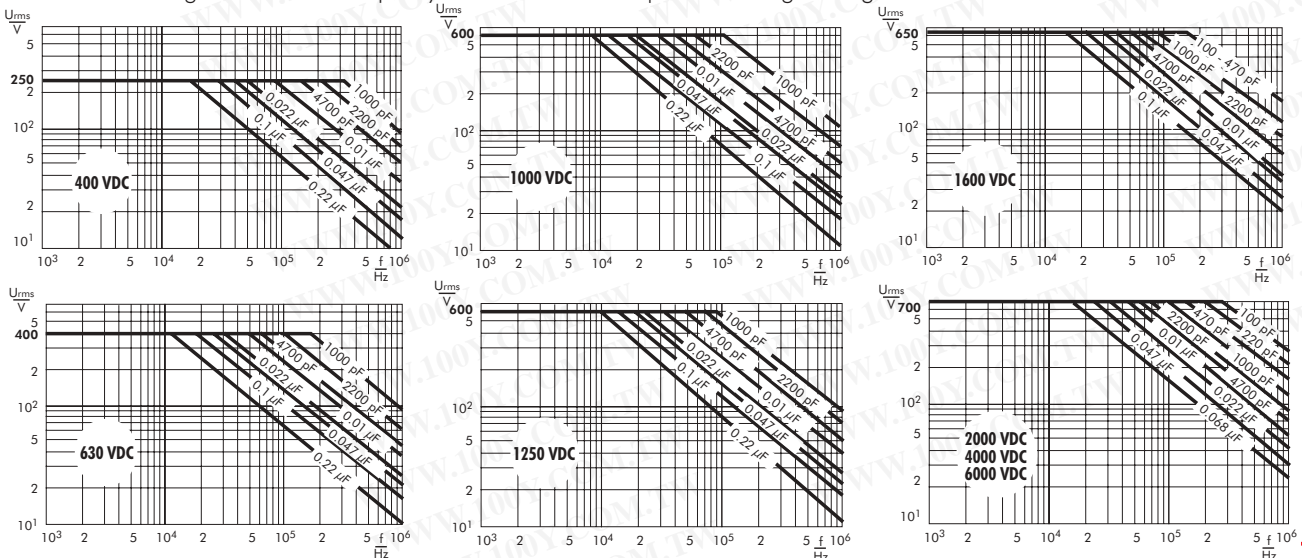 Urms
V
5
250
2
10²
5
2
10¹
10³ 2 5 10⁴ 2 5 10⁵ 2 5 f 10⁶
Hz
400 VDC
1000 pF
2200 pF
4700 pF
0.01 µF
0.022 µF
0.047 µF
0.1 µF
0.22 µF
Urms
V
600
5
2
10²
5
2
10¹
10³ 2 5 10⁴ 2 5 10⁵ 2 5 f 10⁶
Hz
1000 VDC
1000 pF
2200 pF
4700 pF
0.01 µF
0.022 µF
0.047 µF
0.1 µF
0.22 µF
Urms
V
650
5
2
10²
5
2
10¹
10³ 2 5 10⁴ 2 5 10⁵ 2 5 f 10⁶
Hz
1600 VDC
100 - 470 pF
1000 pF
2200 pF
4700 pF
0.01 µF
0.022 µF
0.047 µF
0.1 µF
Urms
V
5
400
2
10²
5
2
10¹
10³ 2 5 10⁴ 2 5 10⁵ 2 5 f 10⁶
Hz
630 VDC
1000 pF
2200 pF
4700 pF
0.01 µF
0.022 µF
0.047 µF
0.1 µF
0.22 µF
Urms
V
600
5
2
10²
5
2
10¹
10³ 2 5 10⁴ 2 5 10⁵ 2 5 f 10⁶
Hz
1250 VDC
1000 pF
2200 pF
4700 pF
0.01 µF
0.022 µF
0.047 µF
0.1 µF
0.22 µF
Urms
V
700
5
2
10²
5
2
10¹
10³ 2 5 10⁴ 2 5 10⁵ 2 5 f 10⁶
Hz
2000 VDC
4000 VDC
6000 VDC
100 pF
220 pF
470 pF
1000 pF
2200 pF
4700 pF
0.01 µF
0.022 µF
0.047 µF
0.068 µF
WWW.100Y.COM.TW